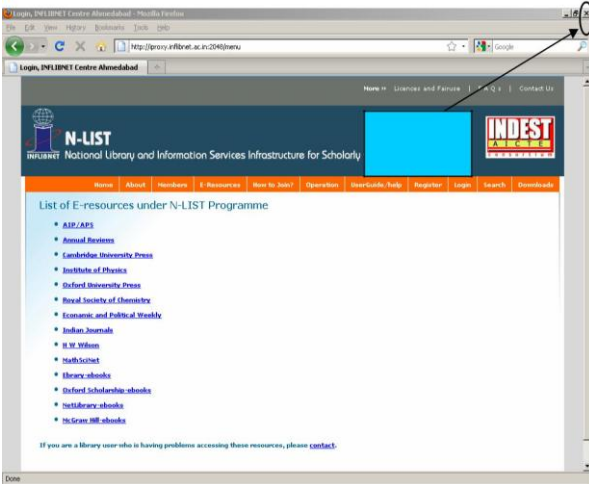 Login, INFLIBNET Centre Ahmedabad - Mozilla Firefox
File Edit View History Bookmarks Tools Help
http://iproxy.inflibnet.ac.in:2048/menu
Google
Login, INFLIBNET Centre Ahmedabad
Home » Licences and Fairuse | F A Q s | Contact Us
N-LIST
INFLIBNET National Library and Information Services Infrastructure for Scholarly
INDEST
AICTE
consortium
Home About Members E-Resources How to Join? Operation UserGuide/help Register Login Search Downloads
List of E-resources under N-LIST Programme
AIP/APS
Annual Reviews
Cambridge University Press
Institute of Physics
Oxford University Press
Royal Society of Chemistry
Economic and Political Weekly
Indian Journals
H W Wilson
MathSciNet
Ebrary-ebooks
Oxford Scholarship-ebooks
NetLibrary-ebooks
McGraw Hill-ebooks
If you are a library user who is having problems accessing these resources, please contact.
Done